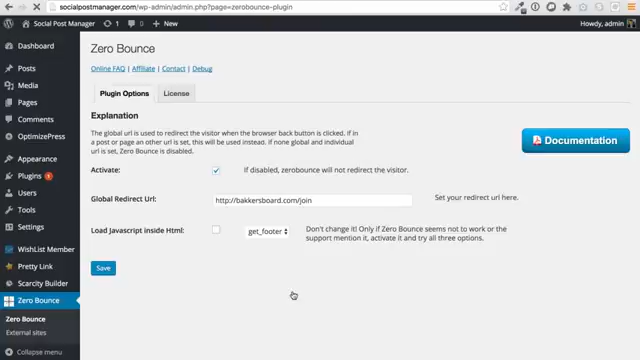 socialpostmanager.com/wp-admin/admin.php?page=zerobounce-plugin
Social Post Manager 1 0 + New Howdy, admin
Dashboard
Posts
Media
Pages
Comments
OptimizePress
Appearance
Plugins 1
Users
Tools
Settings
WishList Member
Pretty Link
Scarcity Builder
Zero Bounce
Zero Bounce
External sites
Collapse menu
Zero Bounce
Online FAQ | Affiliate | Contact | Debug
Plugin Options License
Explanation
The global url is used to redirect the visitor when the browser back button is clicked. If in
a post or page an other url is set, this will be used instead. If none global and individual
url is set, Zero Bounce is disabled.
Documentation
Activate: If disabled, zerobounce will not redirect the visitor.
Global Redirect Url: http://bakkersboard.com/join Set your redirect url here.
Load Javascript inside Html: get_footer Don't change it! Only if Zero Bounce seems not to work or the
support mention it, activate it and try all three options.
Save